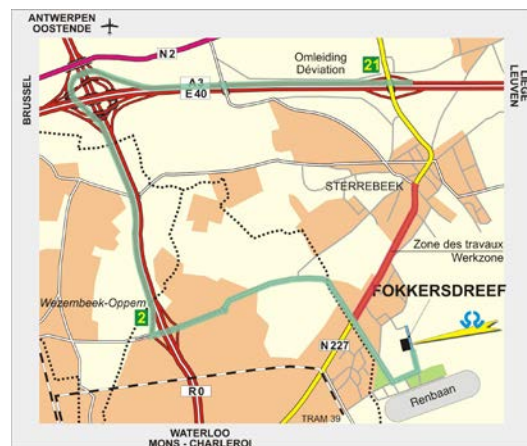 ANTWERPEN
OOSTENDE
N2
Omleiding
Déviation
21
A3
E40
BRUSSEL
LIEGE
LEUVEN
STERREBEEK
Zone des travaux
Werkzone
FOKKERSDREEF
Wezembeek-Oppem
2
N227
Renbaan
R0
TRAM 39
WATERLOO
MONS - CHARLEROI